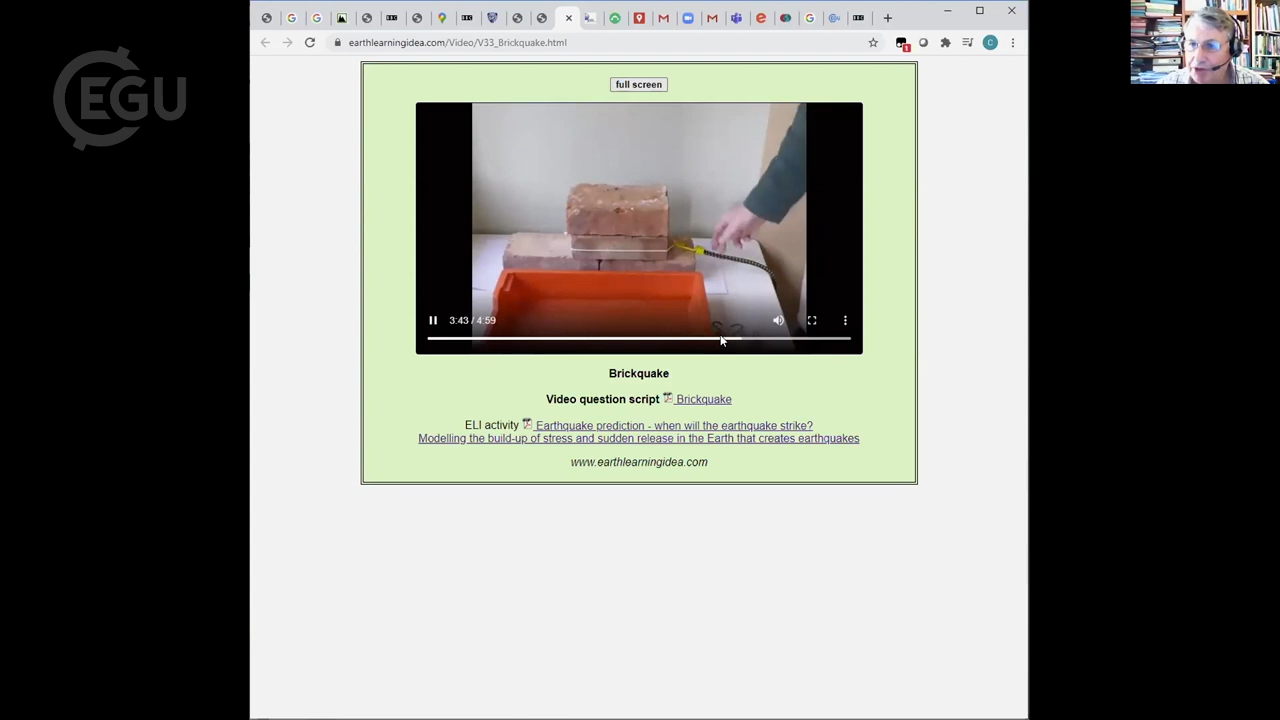 EGU
earthlearningidea.com/Video/V33_Brickquake.html
full screen
3:43 / 4:59
Brickquake
Video question script Brickquake
ELI activity Earthquake prediction - when will the earthquake strike?
Modelling the build-up of stress and sudden release in the Earth that creates earthquakes
www.earthlearningidea.com